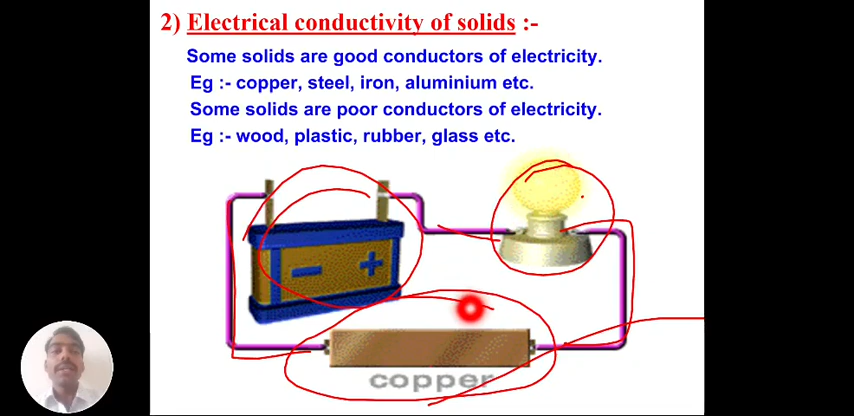 2) Electrical conductivity of solids :-
Some solids are good conductors of electricity.
Eg :- copper, steel, iron, aluminium etc.
Some solids are poor conductors of electricity.
Eg :- wood, plastic, rubber, glass etc.
- +
copper